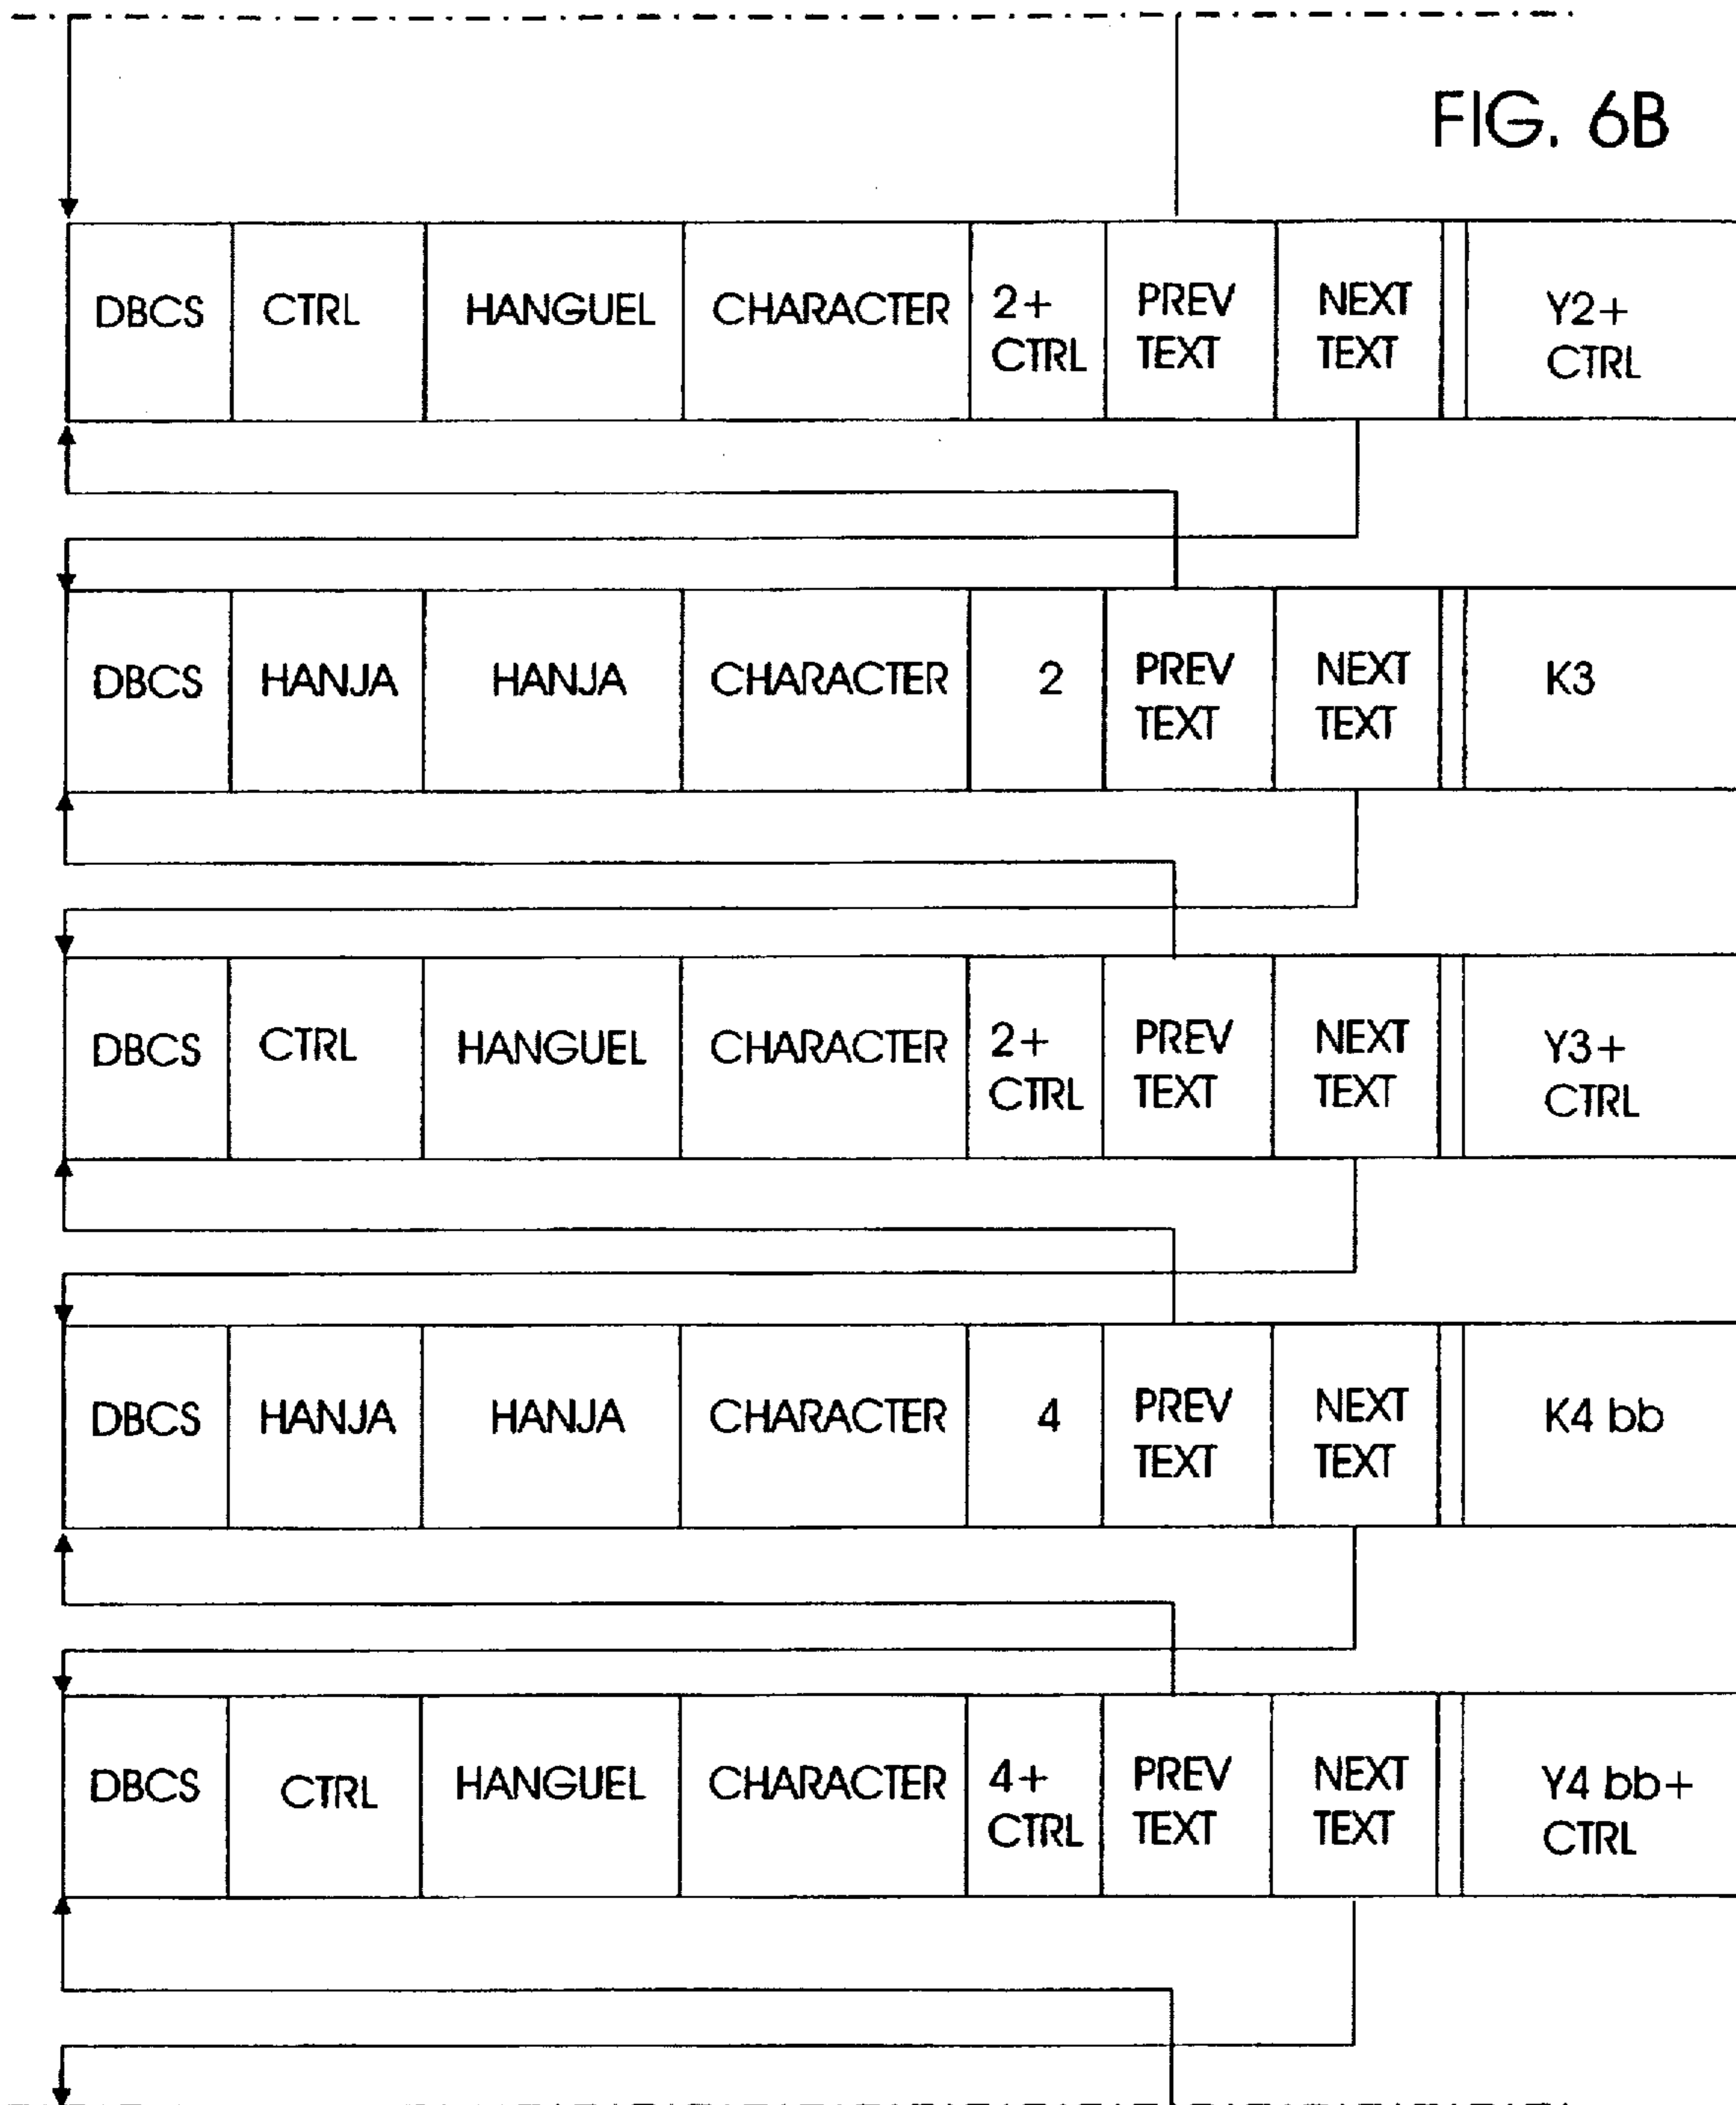 FIG. 6B
DBCS CTRL HANGUEL CHARACTER 2+ CTRL PREV TEXT NEXT TEXT Y2+ CTRL
DBCS HANJA HANJA CHARACTER 2 PREV TEXT NEXT TEXT K3
DBCS CTRL HANGUEL CHARACTER 2+ CTRL PREV TEXT NEXT TEXT Y3+ CTRL
DBCS HANJA HANJA CHARACTER 4 PREV TEXT NEXT TEXT K4 bb
DBCS CTRL HANGUEL CHARACTER 4+ CTRL PREV TEXT NEXT TEXT Y4 bb+ CTRL